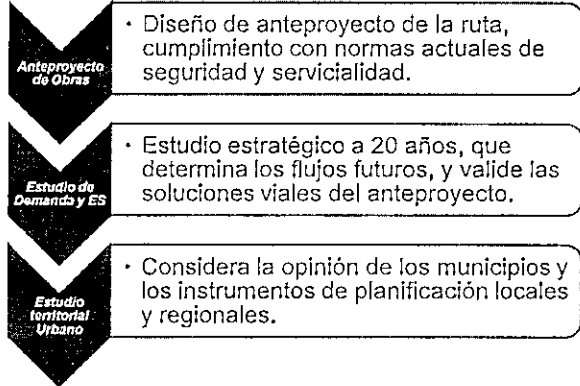 Anteproyecto
de Obras
· Diseño de anteproyecto de la ruta,
cumplimiento con normas actuales de
seguridad y servicialidad.
Estudio de
Demanda y ES
· Estudio estratégico a 20 años, que
determina los flujos futuros, y valide las
soluciones viales del anteproyecto.
Estudio
territorial
Urbano
· Considera la opinión de los municipios y
los instrumentos de planificación locales
y regionales.